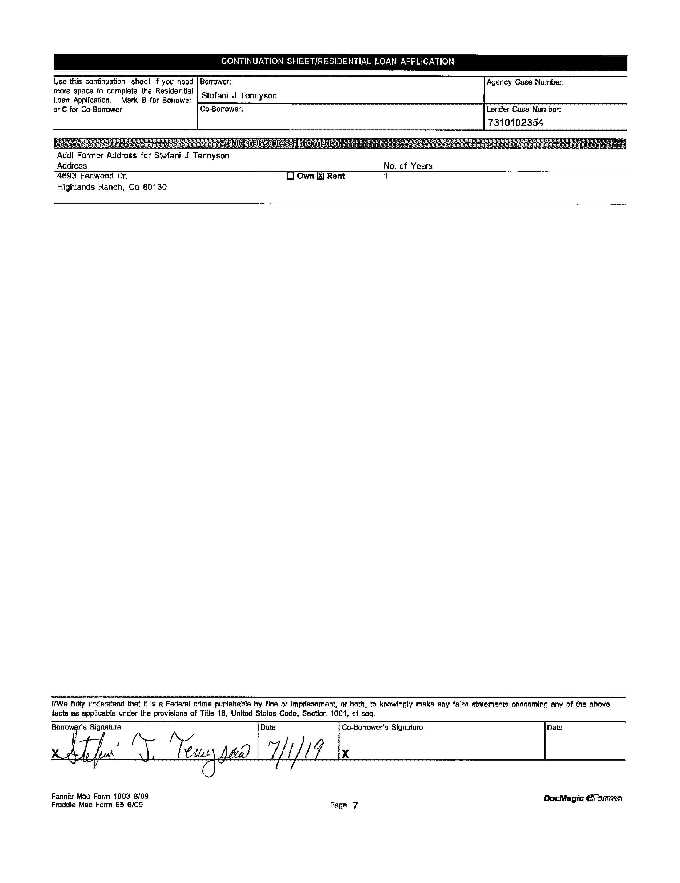 CONTINUATION SHEET/RESIDENTIAL LOAN APPLICATION
Use this continuation sheet if you need more space to complete the Residential Loan Application. Mark B for Borrower or C for Co-Borrower.
Borrower:
Stefani J Tennyson
Agency Case Number:
Co-Borrower:
Lender Case Number:
7310102354
Addl Former Address for Stefani J Tennyson
Address No. of Years
Dr. Own X Rent 1
Highlands Ranch, Co 80130
I/We fully understand that it is a Federal crime punishable by fine or imprisonment, or both, to knowingly make any false statements concerning any of the above
facts as applicable under the provisions of Title 18, United States Code, Section 1001, et seq.
Borrower's Signature Date Co-Borrower's Signature Date
X Stefani J. Tennyson 7/1/19 X
Fannie Mae Form 1003 6/09
Freddie Mac Form 65 6/09
Page 7
DocMagic